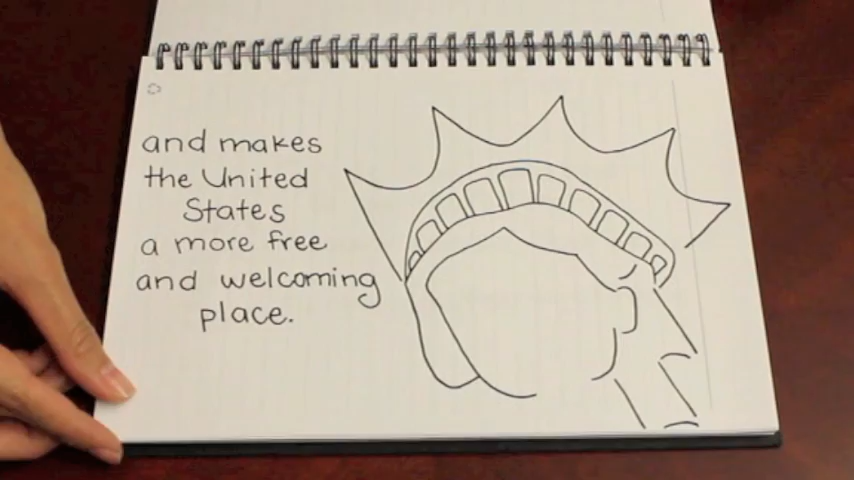 and makes
the United
States
a more free
and welcoming
place.